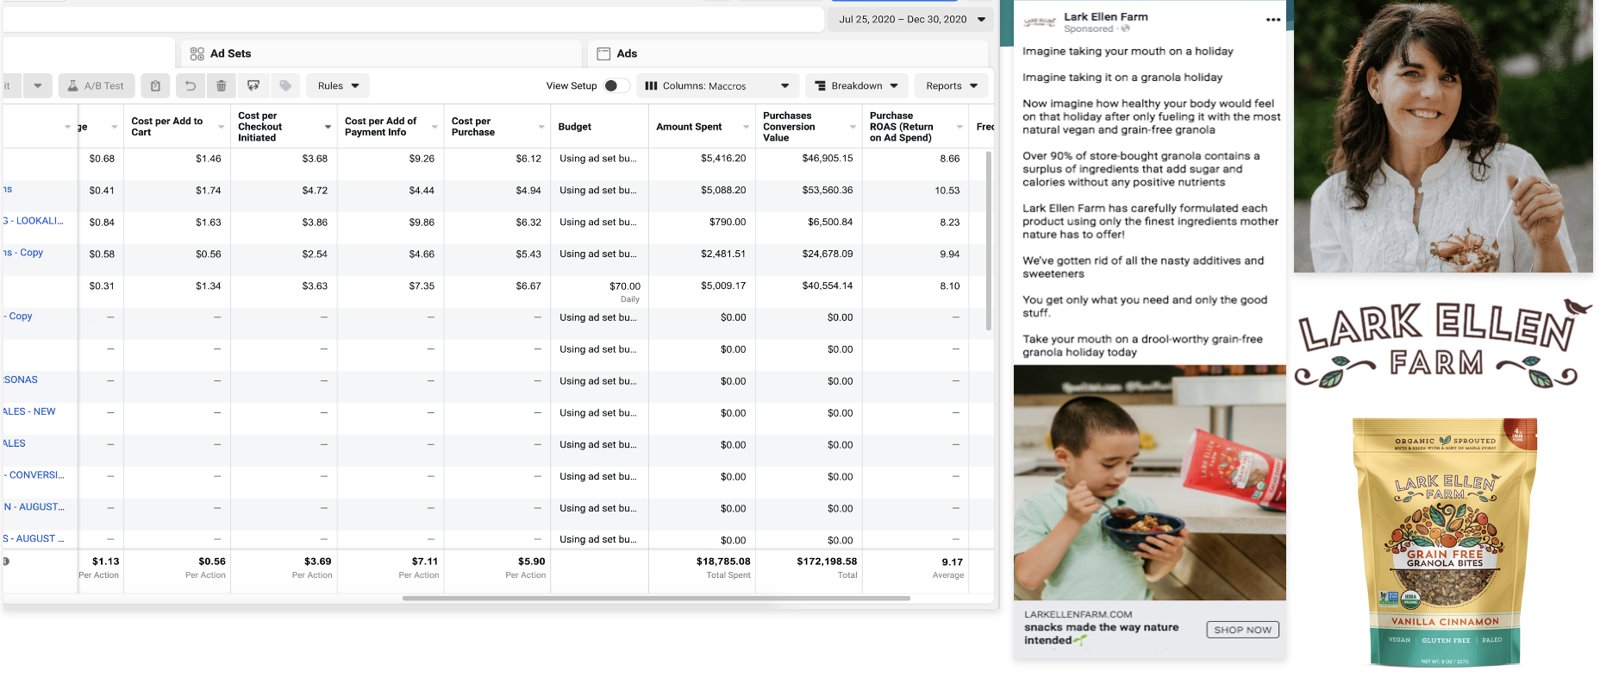 Jul 25, 2020 – Dec 30, 2020
Ad Sets
Ads
A/B Test
Rules
View Setup
Columns: Maccros
Breakdown
Reports
ge
Cost per Add to Cart
Cost per Checkout Initiated
Cost per Add of Payment Info
Cost per Purchase
Budget
Amount Spent
Purchases Conversion Value
Purchase ROAS (Return on Ad Spend)
$0.68 $1.46 $3.68 $9.26 $6.12 Using ad set bu... $5,416.20 $46,905.15 8.66
ns $0.41 $1.74 $4.72 $4.44 $4.94 Using ad set bu... $5,088.20 $53,560.36 10.53
G - LOOKALI... $0.84 $1.63 $3.86 $9.86 $6.32 Using ad set bu... $790.00 $6,500.84 8.23
ns - Copy $0.58 $0.56 $2.54 $4.66 $5.43 Using ad set bu... $2,481.51 $24,678.09 9.94
$0.31 $1.34 $3.63 $7.35 $6.67 $70.00 $5,009.17 $40,554.14 8.10
Daily
- Copy — — — — — Using ad set bu... $0.00 $0.00 —
— — — — — Using ad set bu... $0.00 $0.00 —
SONAS — — — — — Using ad set bu... $0.00 $0.00 —
ALES - NEW — — — — — Using ad set bu... $0.00 $0.00 —
ALES — — — — — Using ad set bu... $0.00 $0.00 —
- CONVERSI... — — — — — Using ad set bu... $0.00 $0.00 —
N - AUGUST... — — — — — Using ad set bu... $0.00 $0.00 —
S - AUGUST ... — — — — — Using ad set bu... $0.00 $0.00 —
$1.13 $0.56 $3.69 $7.11 $5.90 $18,785.08 $172,198.58 9.17
Per Action Per Action Per Action Per Action Per Action Total Spent Total Average
Lark Ellen Farm
Sponsored ·
Imagine taking your mouth on a holiday
Imagine taking it on a granola holiday
Now imagine how healthy your body would feel
on that holiday after only fueling it with the most
natural vegan and grain-free granola
Over 90% of store-bought granola contains a
surplus of ingredients that add sugar and
calories without any positive nutrients
Lark Ellen Farm has carefully formulated each
product using only the finest ingredients mother
nature has to offer!
We've gotten rid of all the nasty additives and
sweeteners
You get only what you need and only the good
stuff.
Take your mouth on a drool-worthy grain-free
granola holiday today
LARKELLENFARM.COM
snacks made the way nature
intended
SHOP NOW
LARK ELLEN
FARM
ORGANIC SPROUTED
LARK ELLEN
FARM
GRAIN FREE
GRANOLA BITES
VANILLA CINNAMON
VEGAN | GLUTEN FREE | PALEO
NET WT. 8 OZ / 227G